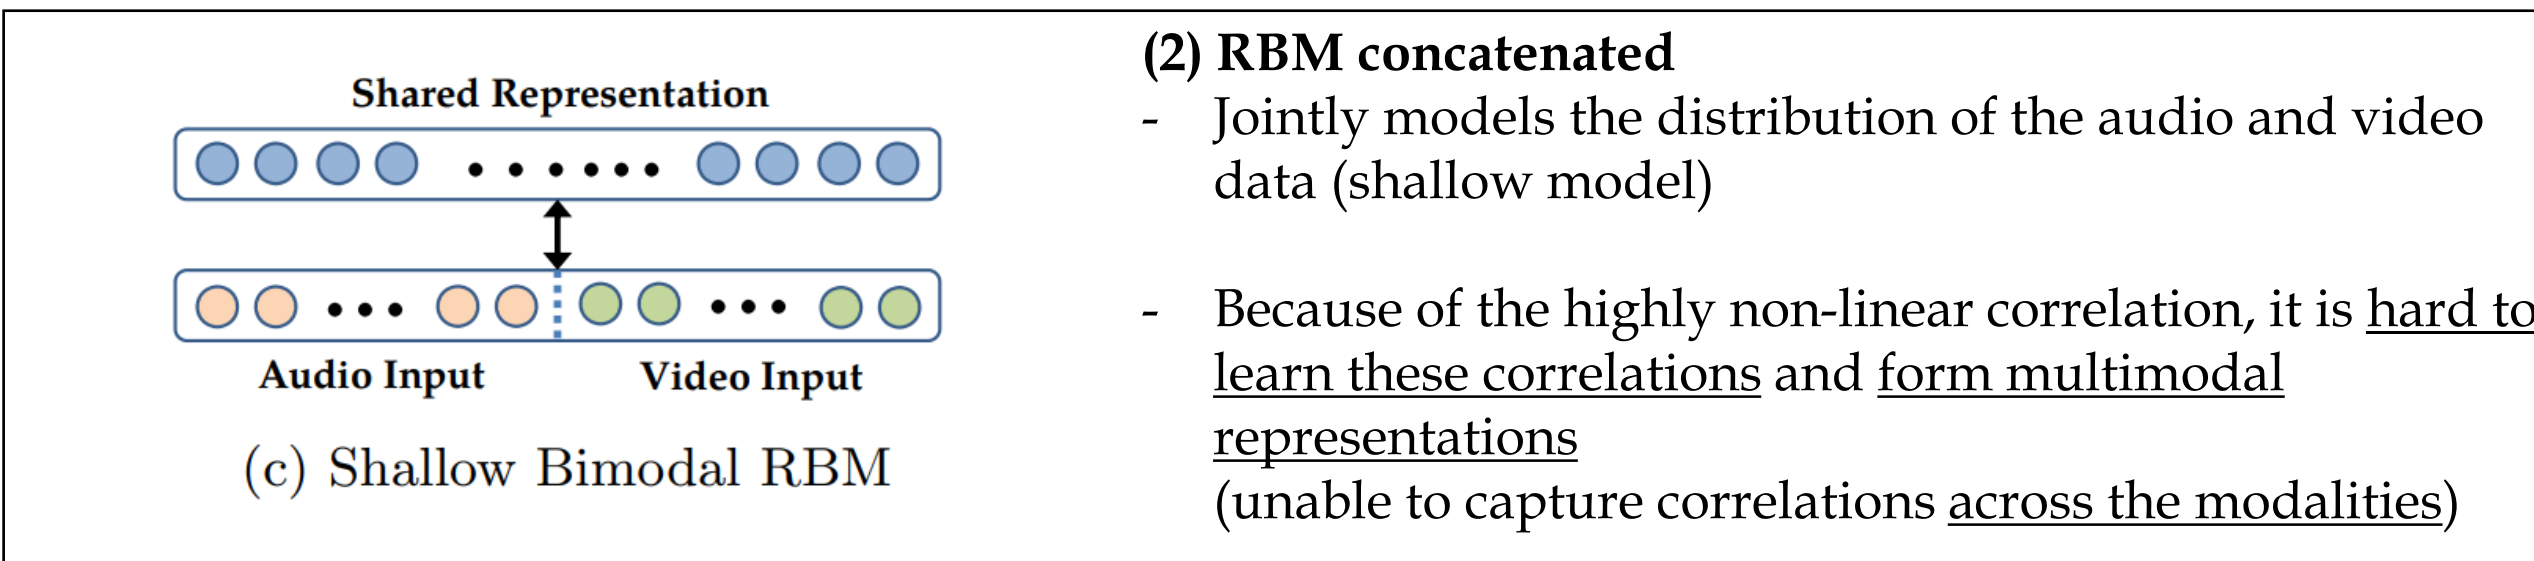 Shared Representation
Audio Input
Video Input
(c) Shallow Bimodal RBM
(2) RBM concatenated
- Jointly models the distribution of the audio and video
data (shallow model)
- Because of the highly non-linear correlation, it is hard to
learn these correlations and form multimodal
representations
(unable to capture correlations across the modalities)